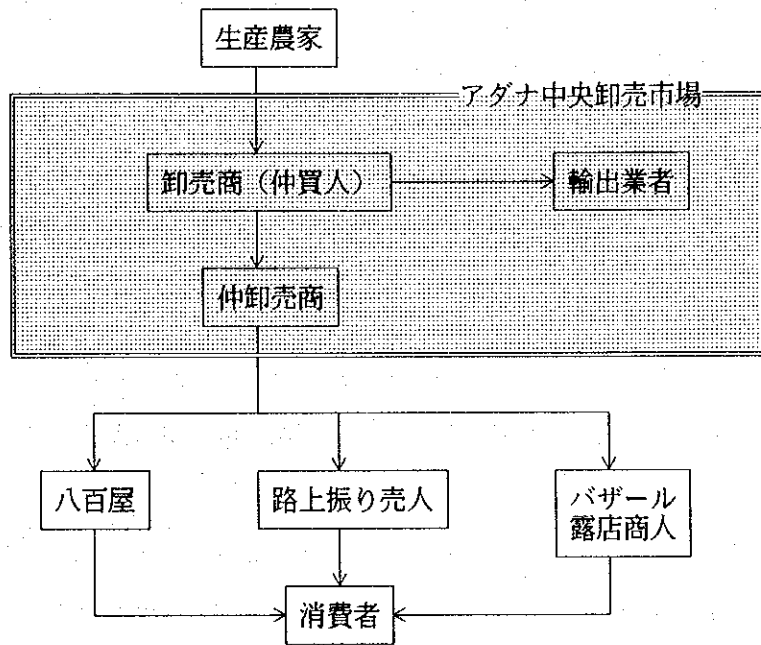 生産農家
アダナ中央卸売市場
卸売商（仲買人）
輸出業者
仲卸売商
八百屋
路上振り売人
バザール
露店商人
消費者